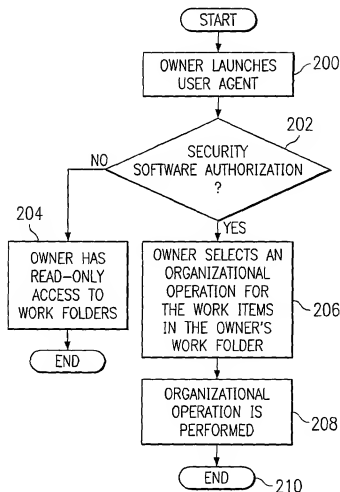 START
OWNER LAUNCHES
USER AGENT
200
202
SECURITY
SOFTWARE AUTHORIZATION
?
NO
YES
204
OWNER HAS
READ-ONLY
ACCESS TO
WORK FOLDERS
END
OWNER SELECTS AN
ORGANIZATIONAL
OPERATION FOR
THE WORK ITEMS
IN THE OWNER'S
WORK FOLDER
206
ORGANIZATIONAL
OPERATION IS
PERFORMED
208
END
210